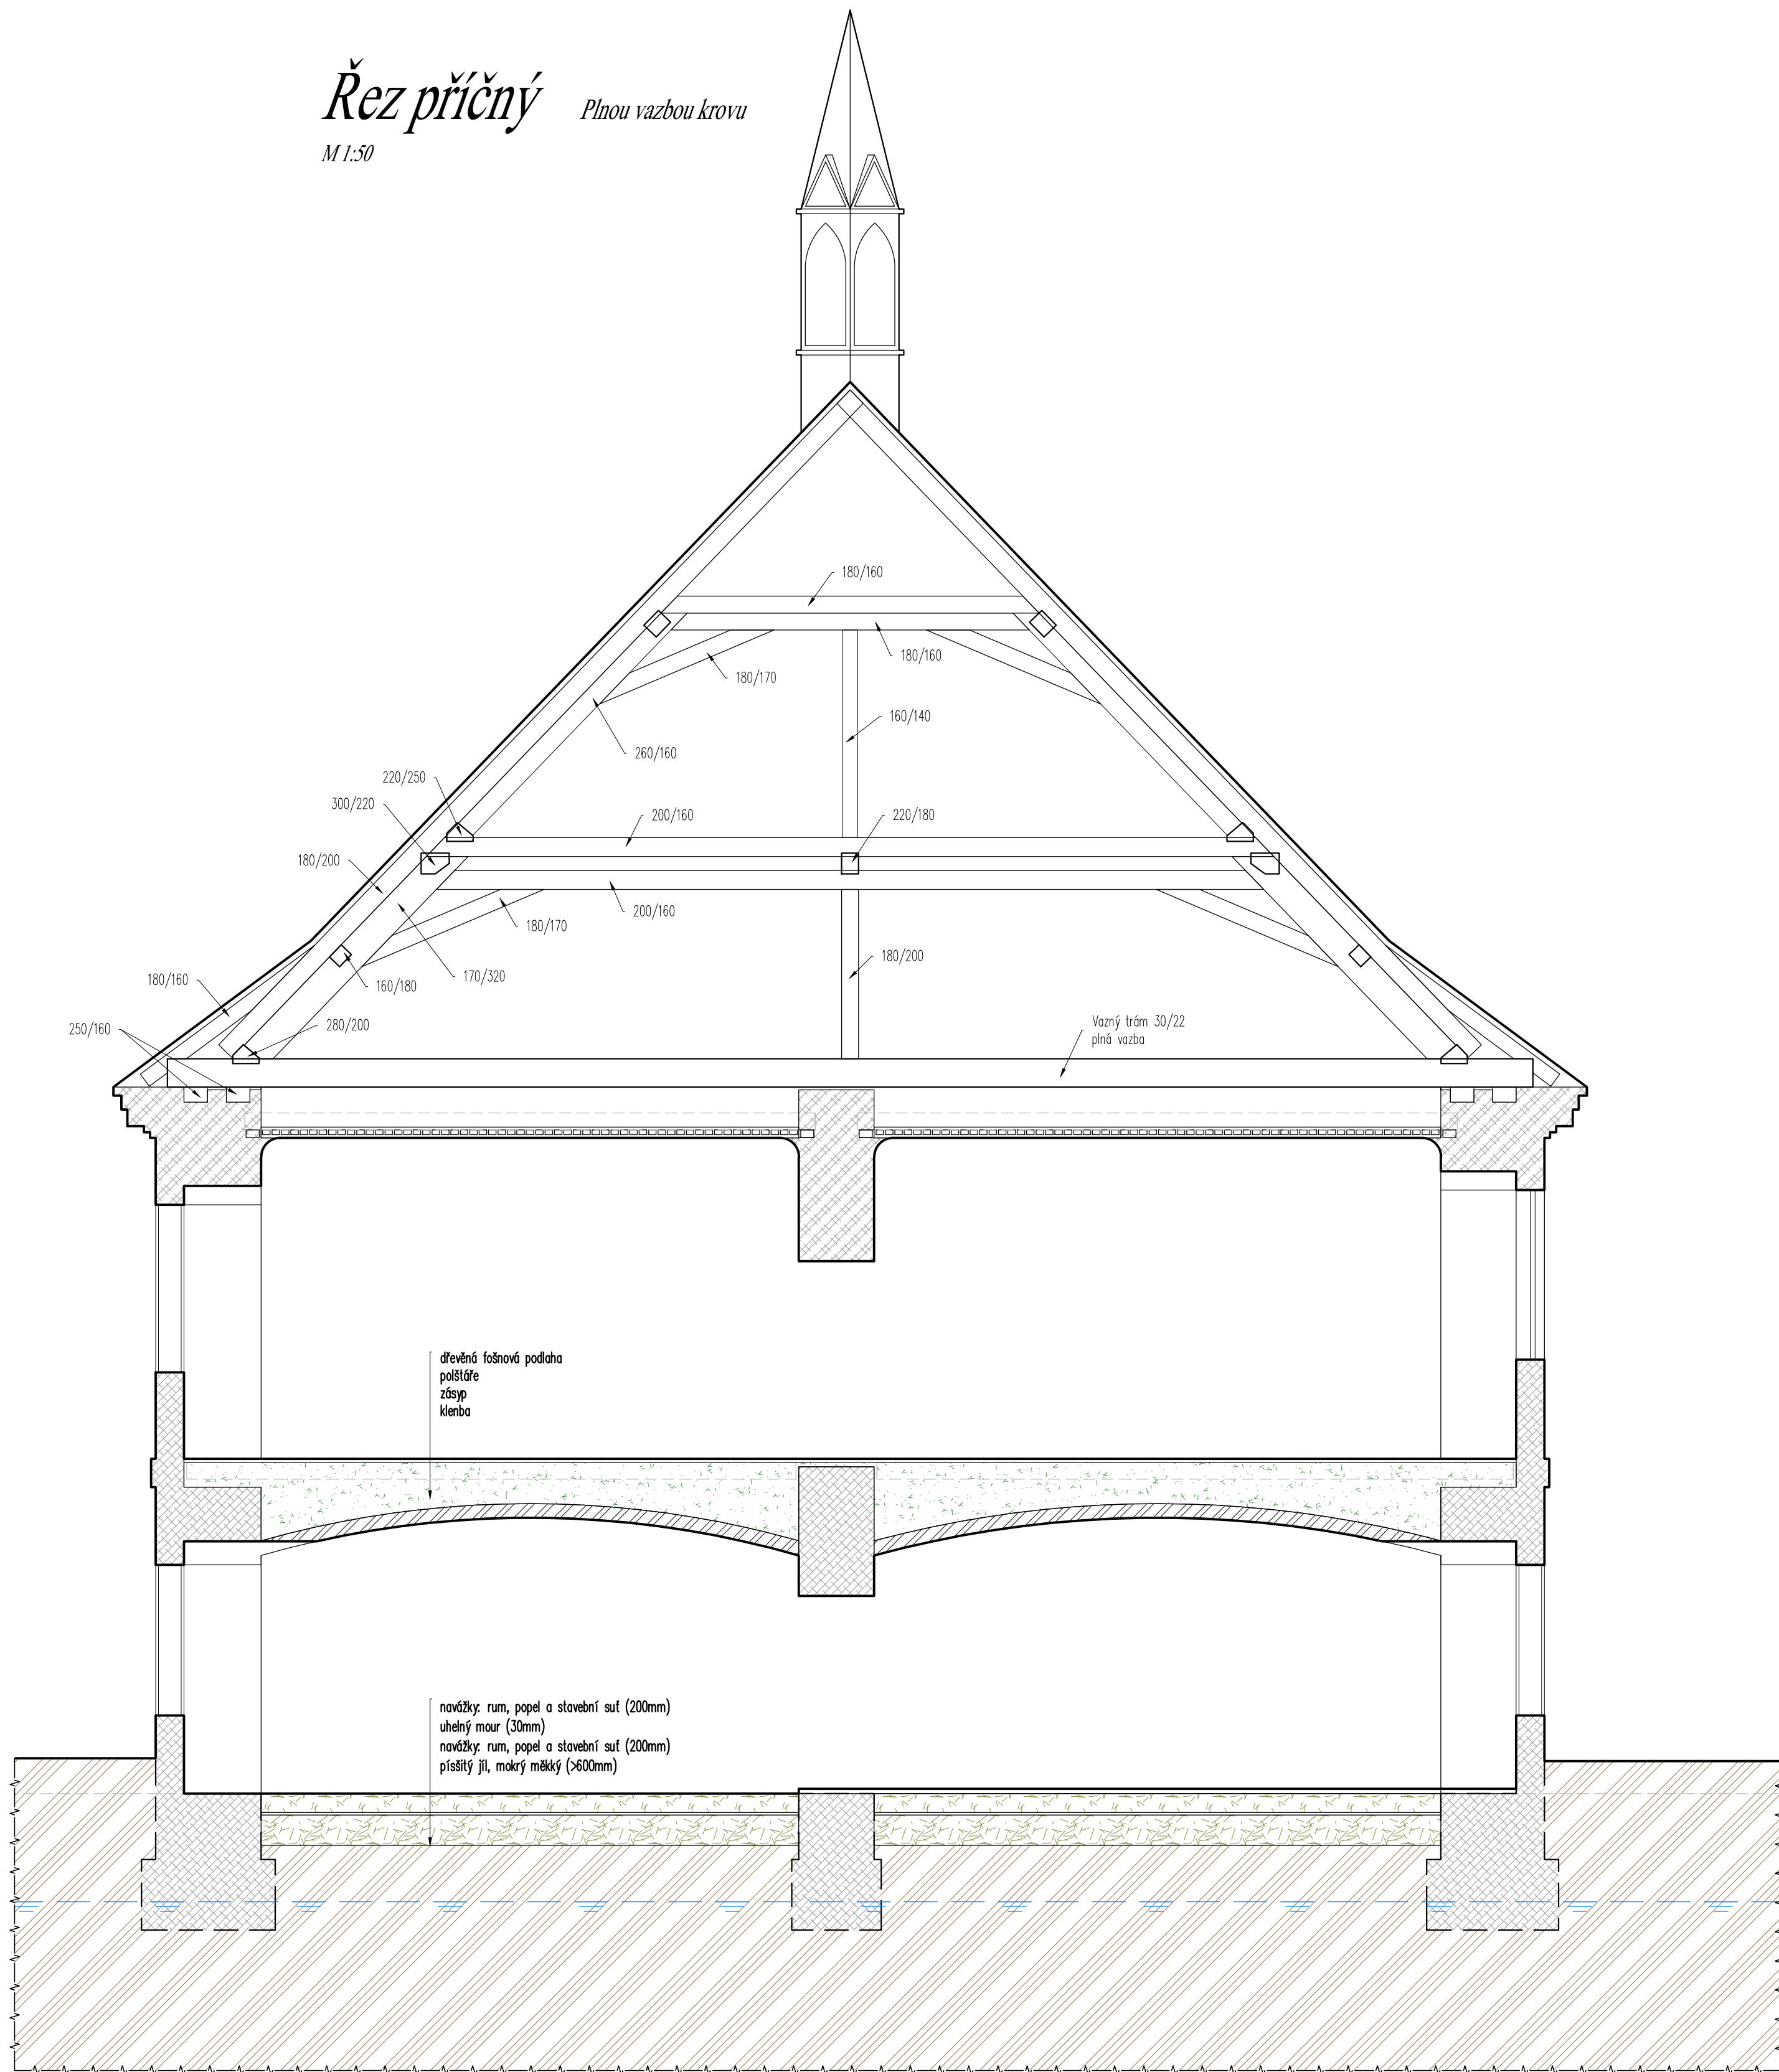 Řez příčný
Plnou vazbou krovu
M 1:50
180/160
180/160
180/170
160/140
260/160
220/250
300/220
200/160
220/180
180/200
200/160
180/170
180/200
170/320
160/180
180/160
280/200
250/160
Vazný trám 30/22
plná vazba
dřevěná fošnová podlaha
polštáře
zásyp
klenba
navážky: rum, popel a stavební suť (200mm)
uhelný mour (30mm)
navážky: rum, popel a stavební suť (200mm)
písšitý jíl, mokrý měkký (>600mm)